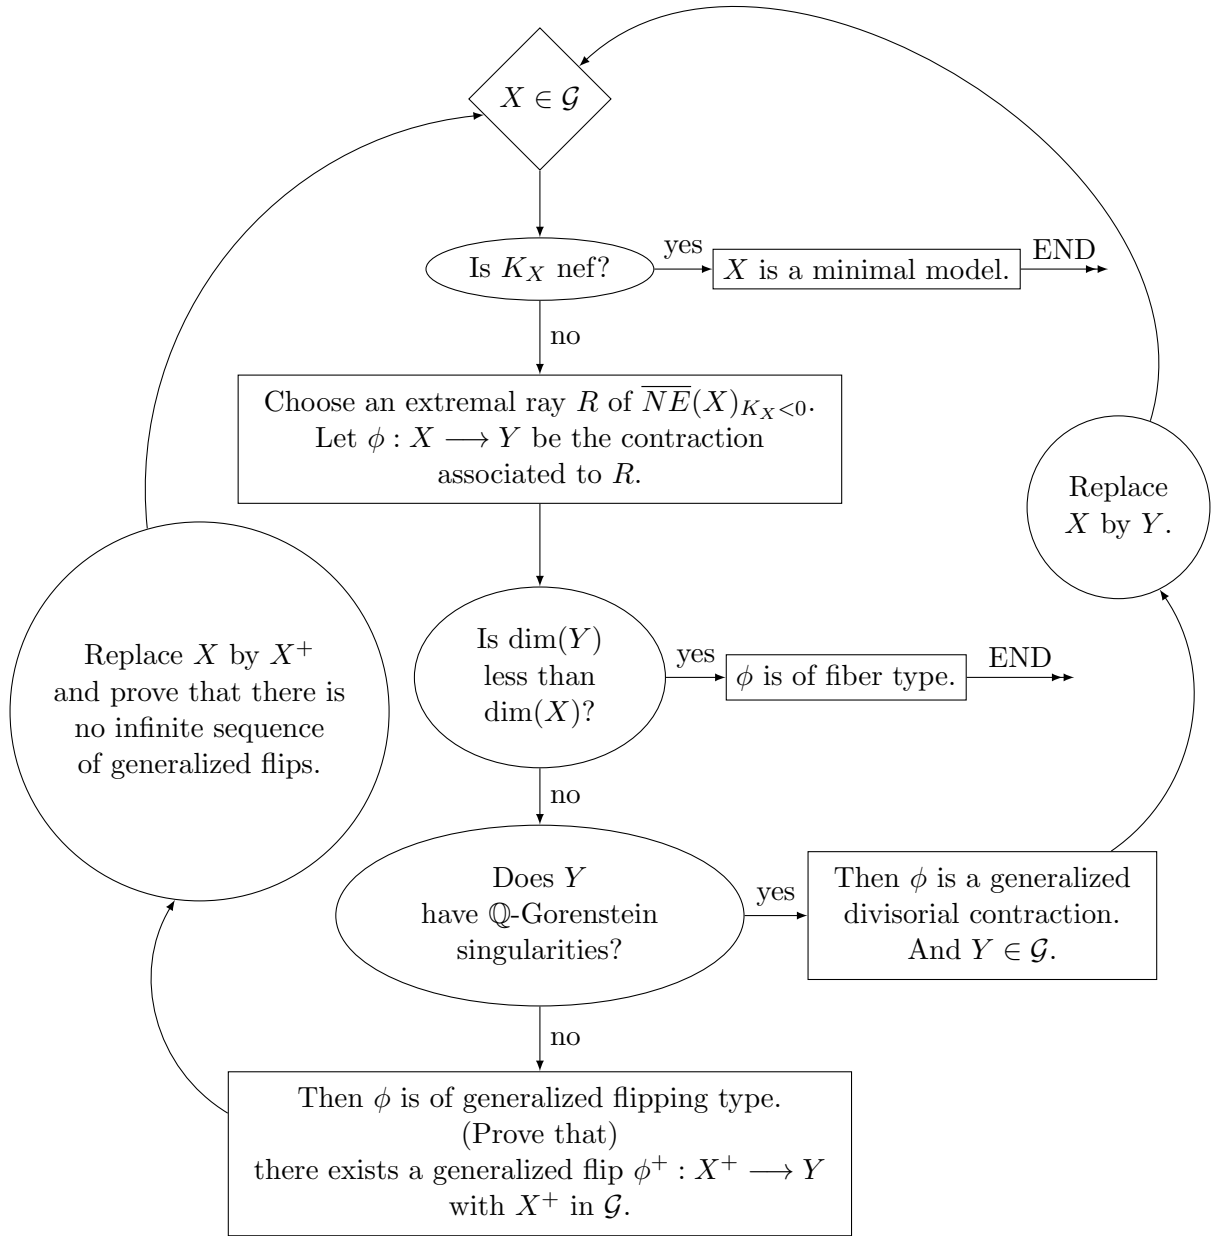 X ∈ 𝒢
Is K_X nef?
yes
X is a minimal model.
END
no
Choose an extremal ray R of \overline{NE}(X)_{K_X<0}.
Let ϕ : X ⟶ Y be the contraction
associated to R.
Replace
X by Y.
Is dim(Y)
less than
dim(X)?
yes
ϕ is of fiber type.
END
Replace X by X⁺
and prove that there is
no infinite sequence
of generalized flips.
no
Does Y
have ℚ-Gorenstein
singularities?
yes
Then ϕ is a generalized
divisorial contraction.
And Y ∈ 𝒢.
no
Then ϕ is of generalized flipping type.
(Prove that)
there exists a generalized flip ϕ⁺ : X⁺ ⟶ Y
with X⁺ in 𝒢.